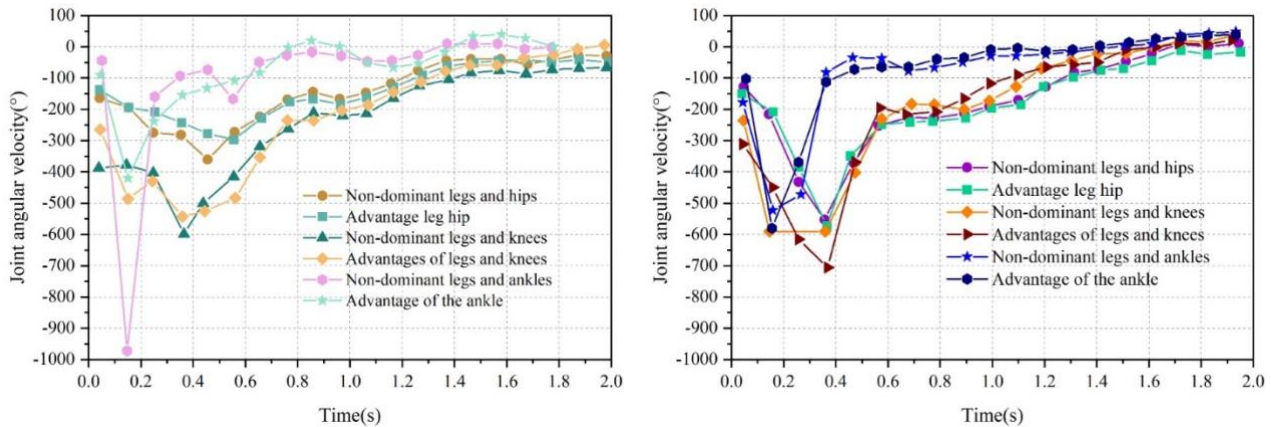 100
0
-100
-200
-300
-400
-500
-600
-700
-800
-900
-1000
Joint angular velocity(°)
Non-dominant legs and hips
Advantage leg hip
Non-dominant legs and knees
Advantages of legs and knees
Non-dominant legs and ankles
Advantage of the ankle
0.0 0.2 0.4 0.6 0.8 1.0 1.2 1.4 1.6 1.8 2.0
Time(s)
100
0
-100
-200
-300
-400
-500
-600
-700
-800
-900
-1000
Joint angular velocity(°)
Non-dominant legs and hips
Advantage leg hip
Non-dominant legs and knees
Advantages of legs and knees
Non-dominant legs and ankles
Advantage of the ankle
0.0 0.2 0.4 0.6 0.8 1.0 1.2 1.4 1.6 1.8 2.0
Time(s)